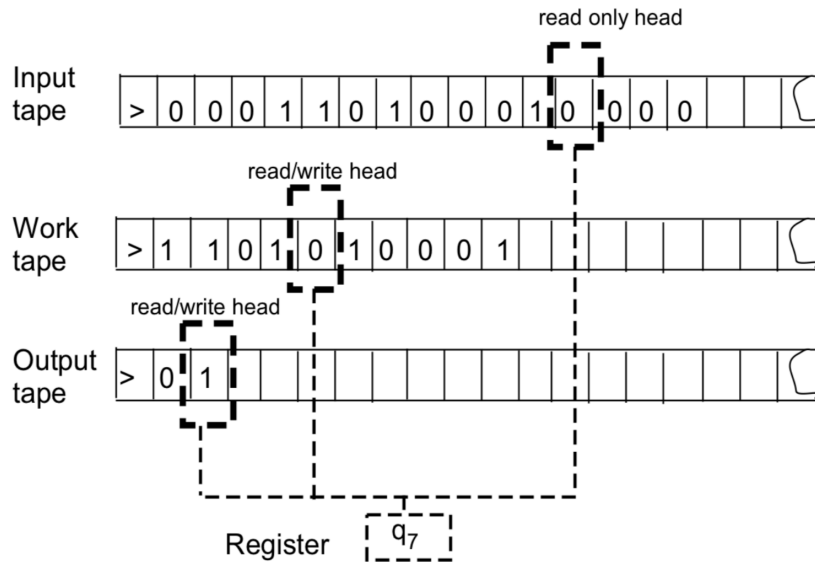 read only head
Input tape
> 0 0 0 1 1 0 1 0 0 0 1 0 0 0 0
read/write head
Work tape
> 1 1 0 1 0 1 0 0 0 1
read/write head
Output tape
> 0 1
Register
q7